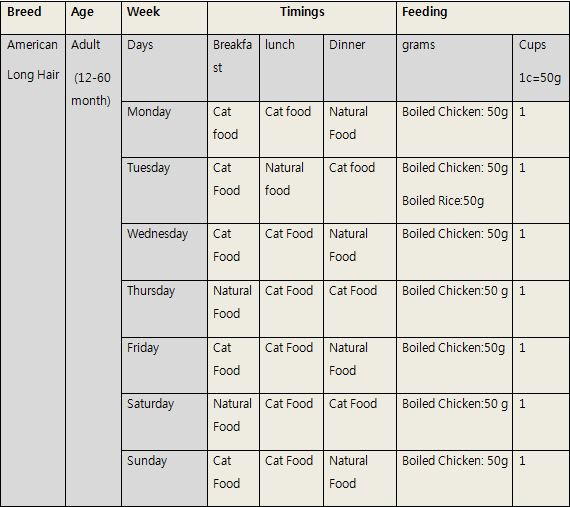 Breed Age Week Timings Feeding
American Long Hair Adult (12-60 month) Days Breakfast lunch Dinner grams Cups 1c=50g
Monday Cat food Cat food Natural Food Boiled Chicken: 50g 1
Tuesday Cat Food Natural food Cat food Boiled Chicken: 50g Boiled Rice:50g 1
Wednesday Cat Food Cat Food Natural Food Boiled Chicken: 50g 1
Thursday Natural Food Cat Food Cat Food Boiled Chicken:50 g 1
Friday Cat Food Cat Food Natural Food Boiled Chicken:50g 1
Saturday Natural Food Cat Food Cat Food Boiled Chicken:50 g 1
Sunday Cat Food Cat Food Natural Food Boiled Chicken: 50g 1